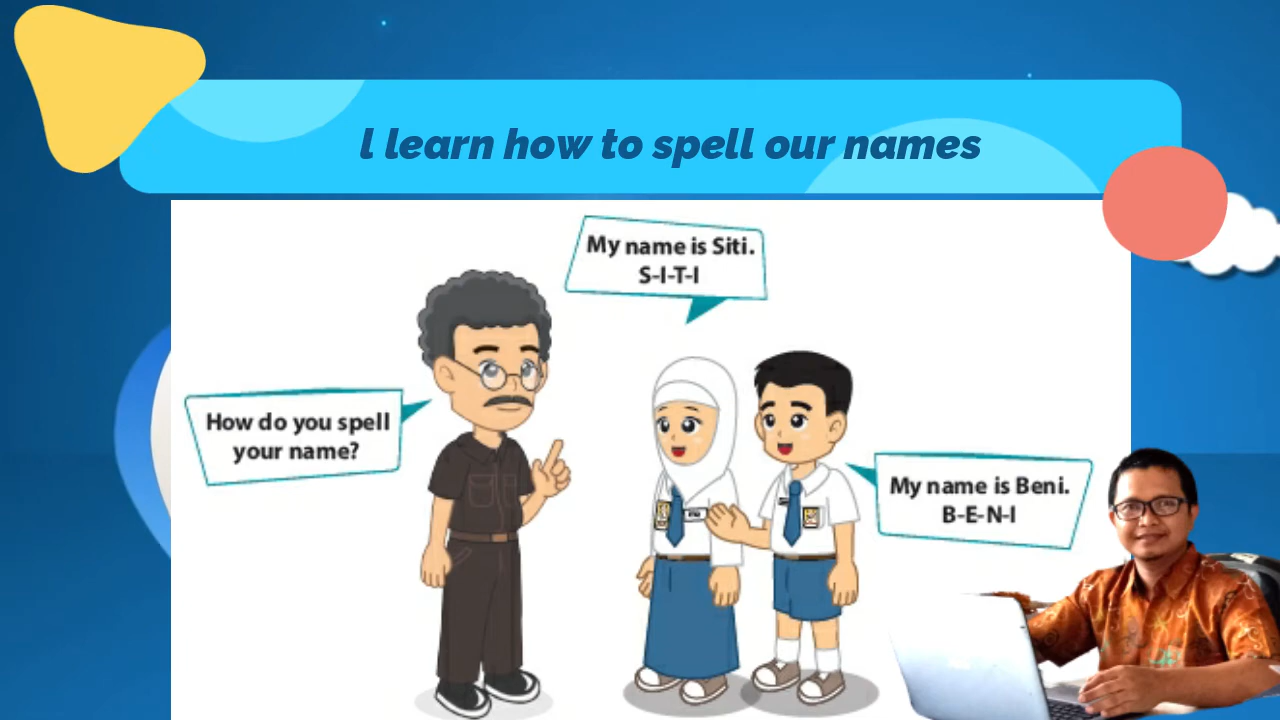 l learn how to spell our names
My name is Siti.
S-I-T-I
How do you spell
your name?
My name is Beni.
B-E-N-I